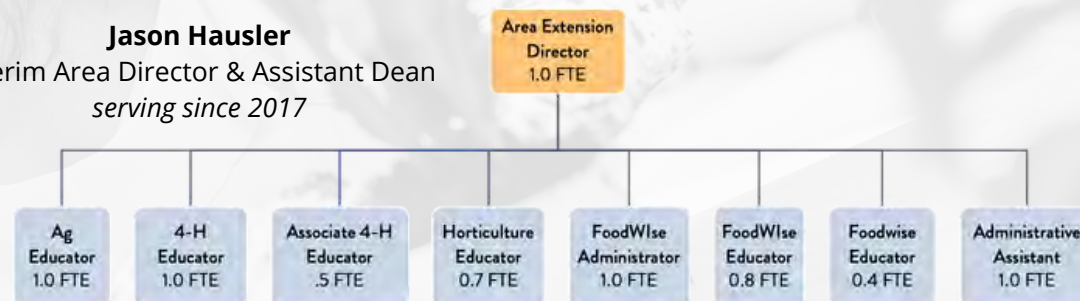 Jason Hausler
erim Area Director & Assistant Dean
serving since 2017
Area Extension
Director
1.0 FTE
Ag
Educator
1.0 FTE
4-H
Educator
1.0 FTE
Associate 4-H
Educator
.5 FTE
Horticulture
Educator
0.7 FTE
FoodWIse
Administrator
1.0 FTE
FoodWIse
Educator
0.8 FTE
Foodwise
Educator
0.4 FTE
Administrative
Assistant
1.0 FTE